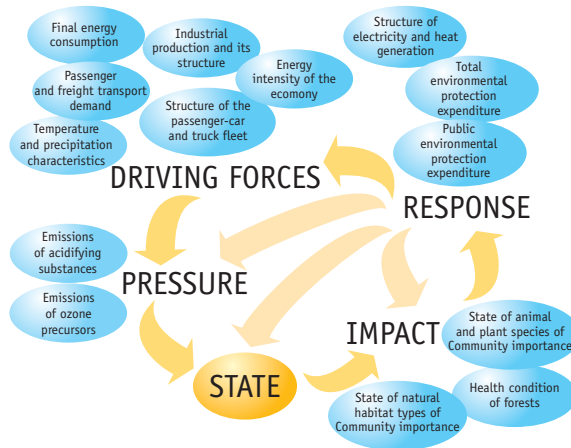 Final energy
consumption
Industrial
production and its
structure
Structure of
electricity and heat
generation
Passenger
and freight transport
demand
Energy
intensity of the
ecomony
Total
environmental
protection
expenditure
Temperature
and precipitation
characteristics
Structure of the
passenger-car
and truck fleet
Public
environmental
protection
expenditure
DRIVING FORCES
RESPONSE
Emissions
of acidifying
substances
PRESSURE
Emissions
of ozone
precursors
IMPACT
State of animal
and plant species of
Community importance
STATE
Health condition
of forests
State of natural
habitat types of
Community importance